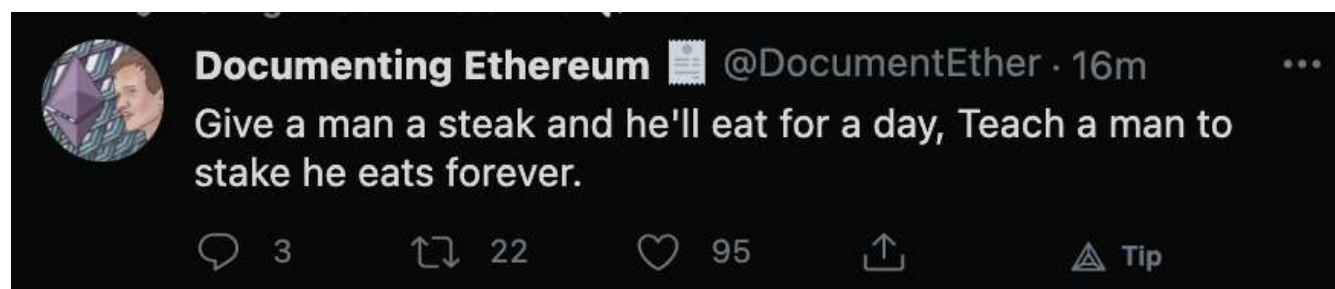 Documenting Ethereum @DocumentEther · 16m
Give a man a steak and he'll eat for a day, Teach a man to
stake he eats forever.
3 22 95 Tip